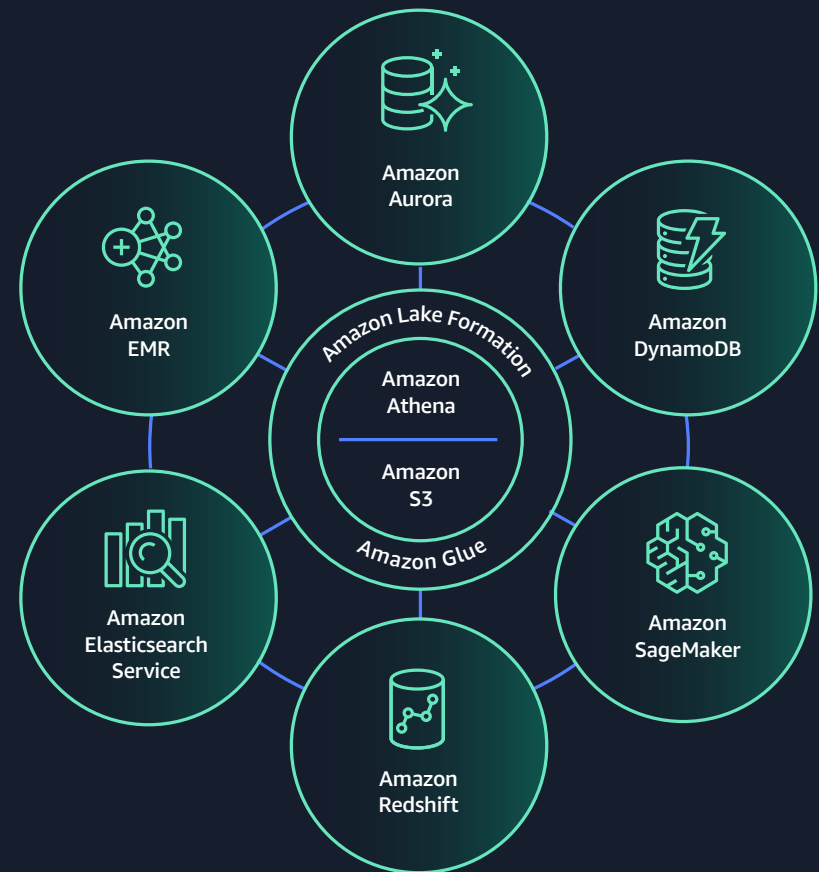 Amazon
Aurora
Amazon
EMR
Amazon
DynamoDB
Amazon Lake Formation
Amazon
Athena
Amazon
S3
Amazon Glue
Amazon
Elasticsearch
Service
Amazon
SageMaker
Amazon
Redshift